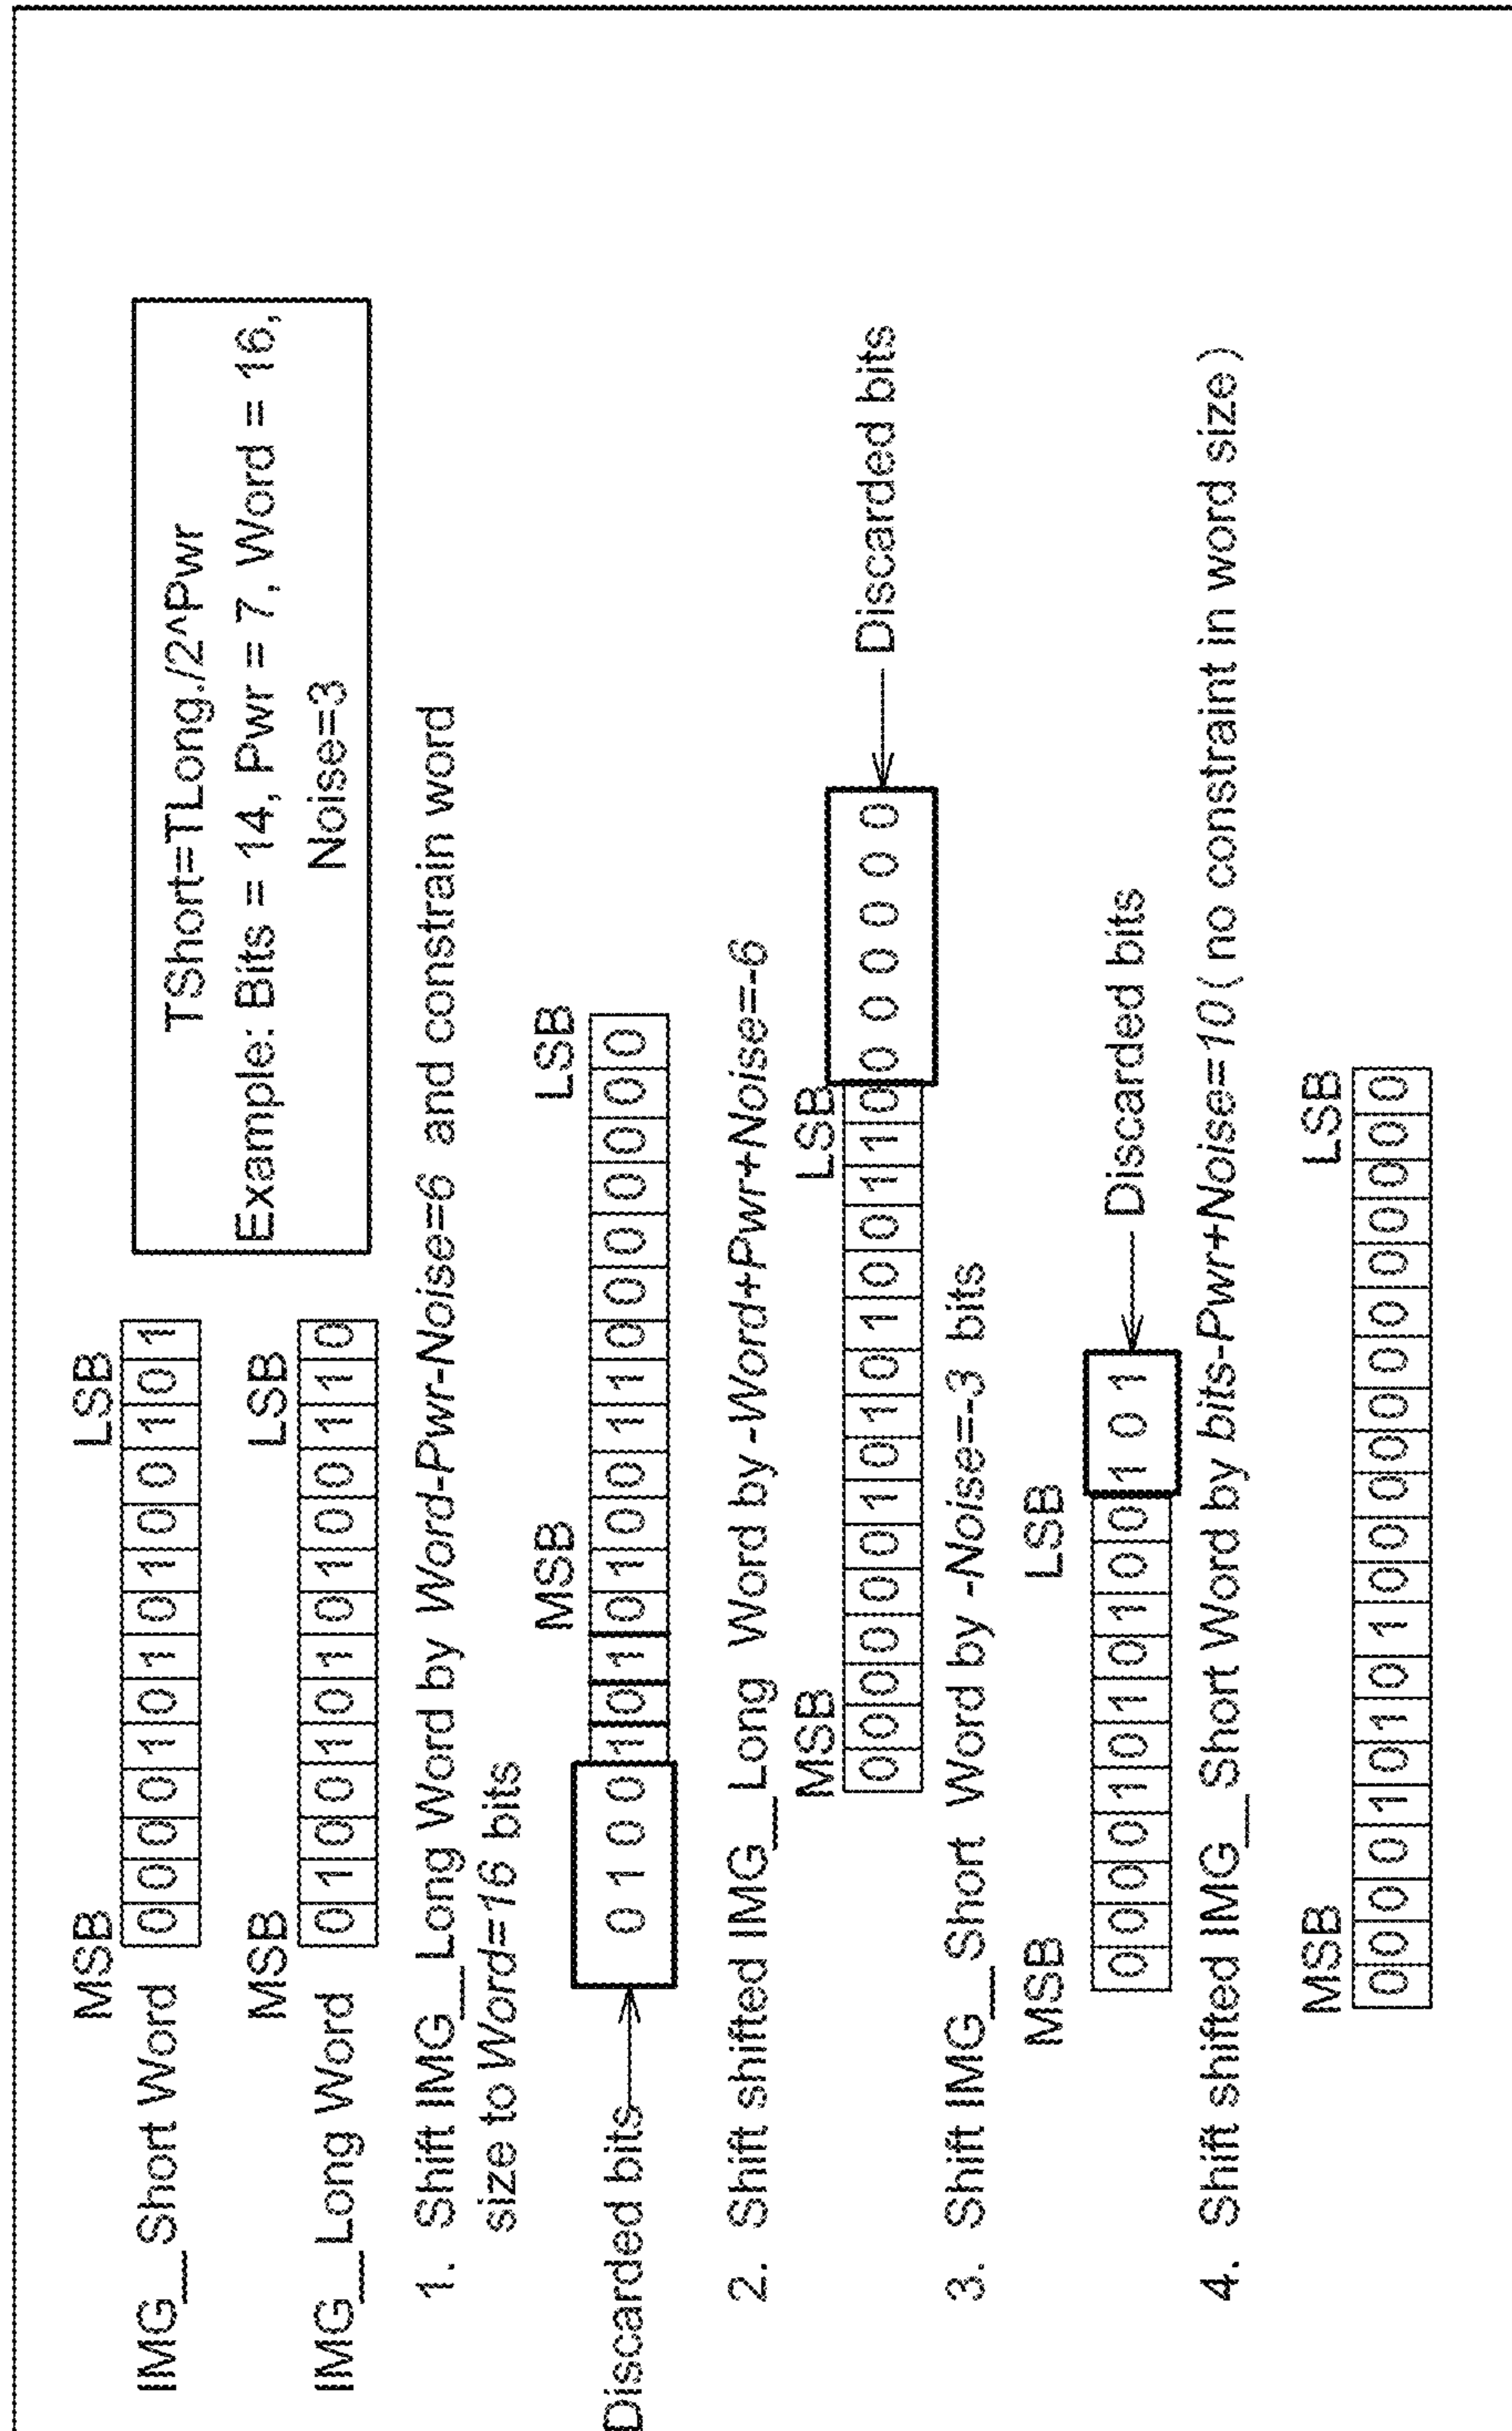 MSB LSB
IMG_Short Word 0 0 0 0 1 0 1 0 1 0 0 1 0 1
MSB LSB
IMG_Long Word 0 1 0 0 1 0 1 0 1 0 0 1 1 0
TShort=TLong./2^Pwr
Example: Bits = 14, Pwr = 7, Word = 16,
Noise=3
1. Shift IMG_Long Word by Word-Pwr-Noise=6 and constrain word
size to Word=16 bits
MSB LSB
Discarded bits 0 1 0 0 1 0 1 0 1 0 0 1 1 0 0 0 0 0 0 0
2. Shift shifted IMG_Long Word by -Word+Pwr+Noise=-6
MSB LSB
0 0 0 0 0 0 1 0 1 0 1 0 0 1 1 0 0 0 0 0 0 0 Discarded bits
3. Shift IMG_Short Word by -Noise=-3 bits
MSB LSB
0 0 0 0 1 0 1 0 1 0 0 1 0 1 Discarded bits
4. Shift shifted IMG_Short Word by bits-Pwr+Noise=10( no constraint in word size)
MSB LSB
0 0 0 0 1 0 1 0 1 0 0 0 0 0 0 0 0 0 0 0 0